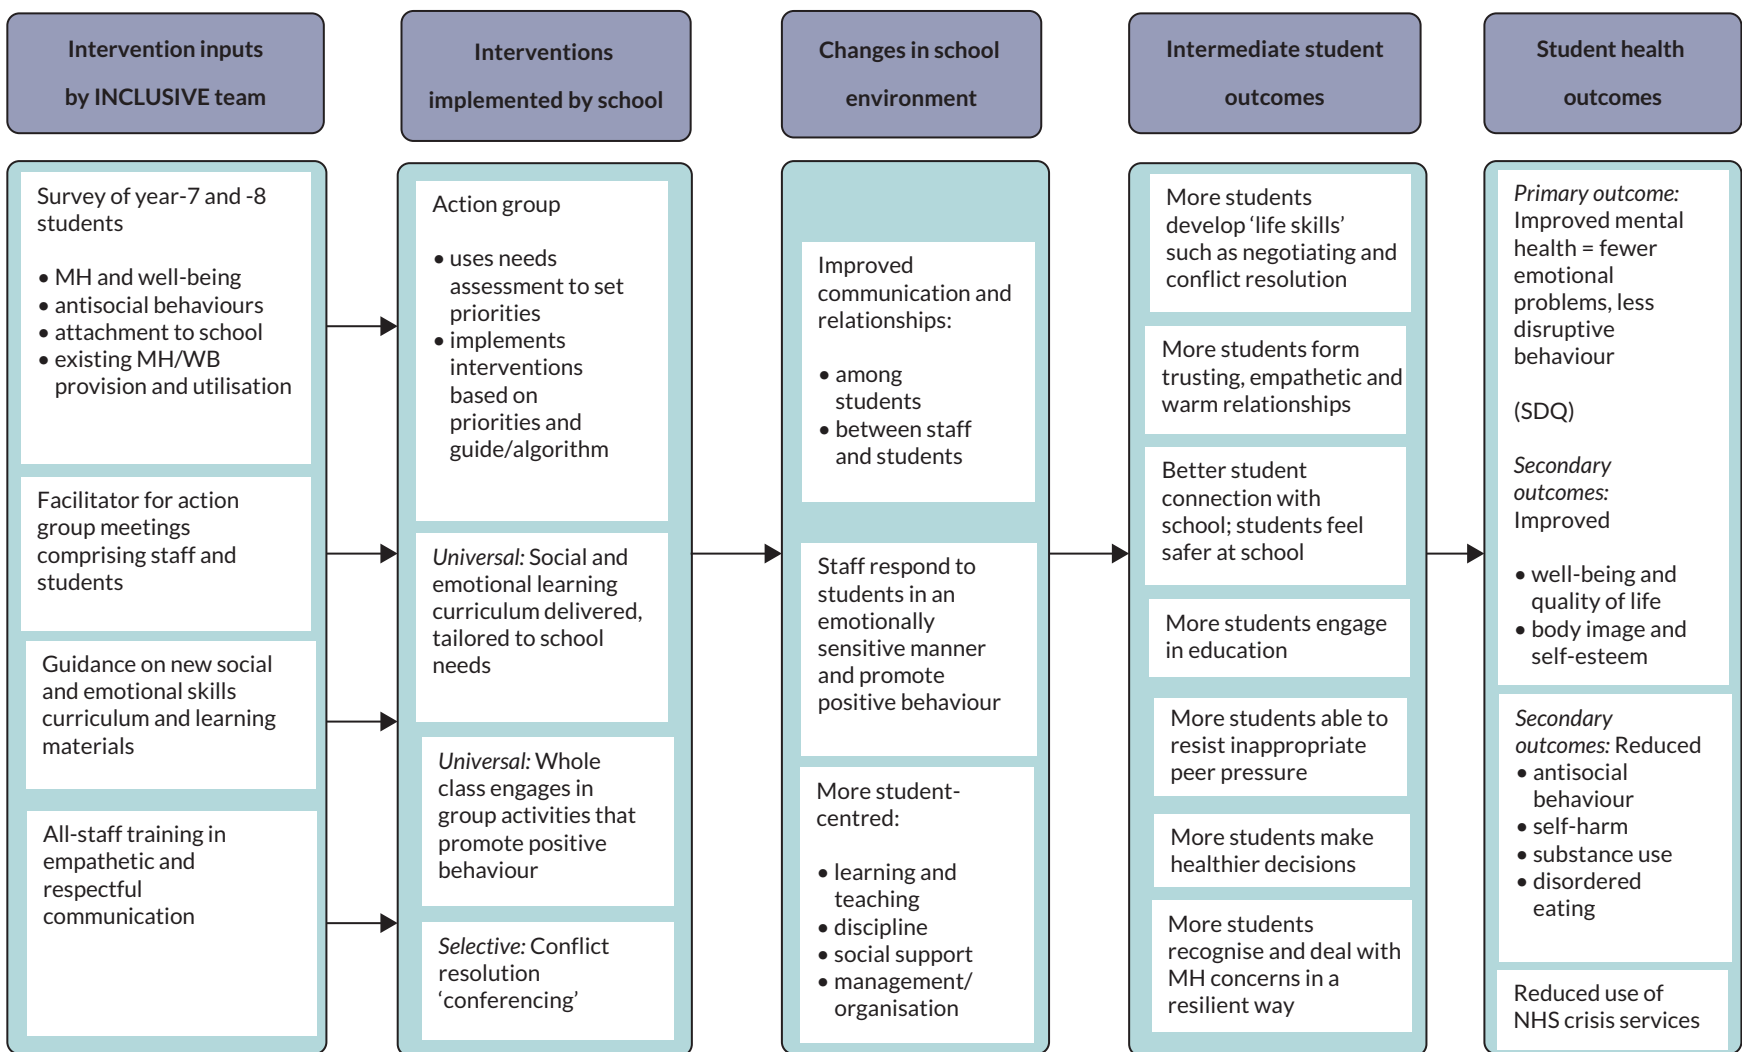 Intervention inputs
by INCLUSIVE team
Interventions
implemented by school
Changes in school
environment
Intermediate student
outcomes
Student health
outcomes
Survey of year-7 and -8
students
• MH and well-being
• antisocial behaviours
• attachment to school
• existing MH/WB
provision and utilisation
Facilitator for action
group meetings
comprising staff and
students
Guidance on new social
and emotional skills
curriculum and learning
materials
All-staff training in
empathetic and
respectful
communication
Action group
• uses needs
assessment to set
priorities
• implements
interventions
based on
priorities and
guide/algorithm
Universal: Social and
emotional learning
curriculum delivered,
tailored to school
needs
Universal: Whole
class engages in
group activities that
promote positive
behaviour
Selective: Conflict
resolution
‘conferencing’
Improved
communication and
relationships:
• among
students
• between staff
and students
Staff respond to
students in an
emotionally
sensitive manner
and promote
positive behaviour
More student-
centred:
• learning and
teaching
• discipline
• social support
• management/
organisation
More students
develop ‘life skills’
such as negotiating and
conflict resolution
More students form
trusting, empathetic and
warm relationships
Better student
connection with
school; students feel
safer at school
More students engage
in education
More students able to
resist inappropriate
peer pressure
More students make
healthier decisions
More students
recognise and deal with
MH concerns in a
resilient way
Primary outcome:
Improved mental
health = fewer
emotional
problems, less
disruptive
behaviour
(SDQ)
Secondary
outcomes:
Improved
• well-being and
quality of life
• body image and
self-esteem
Secondary
outcomes: Reduced
• antisocial
behaviour
• self-harm
• substance use
• disordered
eating
Reduced use of
NHS crisis services